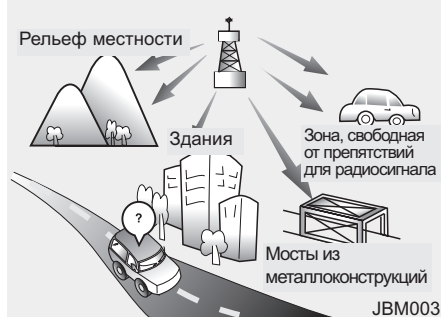 Рельеф местности
Здания
Зона, свободная
от препятствий
для радиосигнала
?
Мосты из
металлоконструкций
JBM003